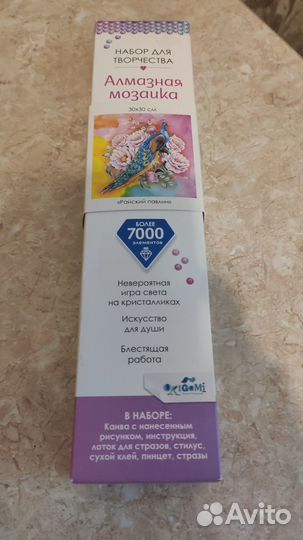 НАБОР ДЛЯ
ТВОРЧЕСТВА
Алмазная
мозаика
30х30 см
«Райский павлин»
БОЛЕЕ
7000
элементов
Невероятная
игра света
на кристалликах
Искусство
для души
Блестящая
работа
ORIGAMI
В НАБОРЕ:
Канва с нанесенным
рисунком, инструкция,
лоток для стразов, стилус,
сухой клей, пинцет, стразы
Avito